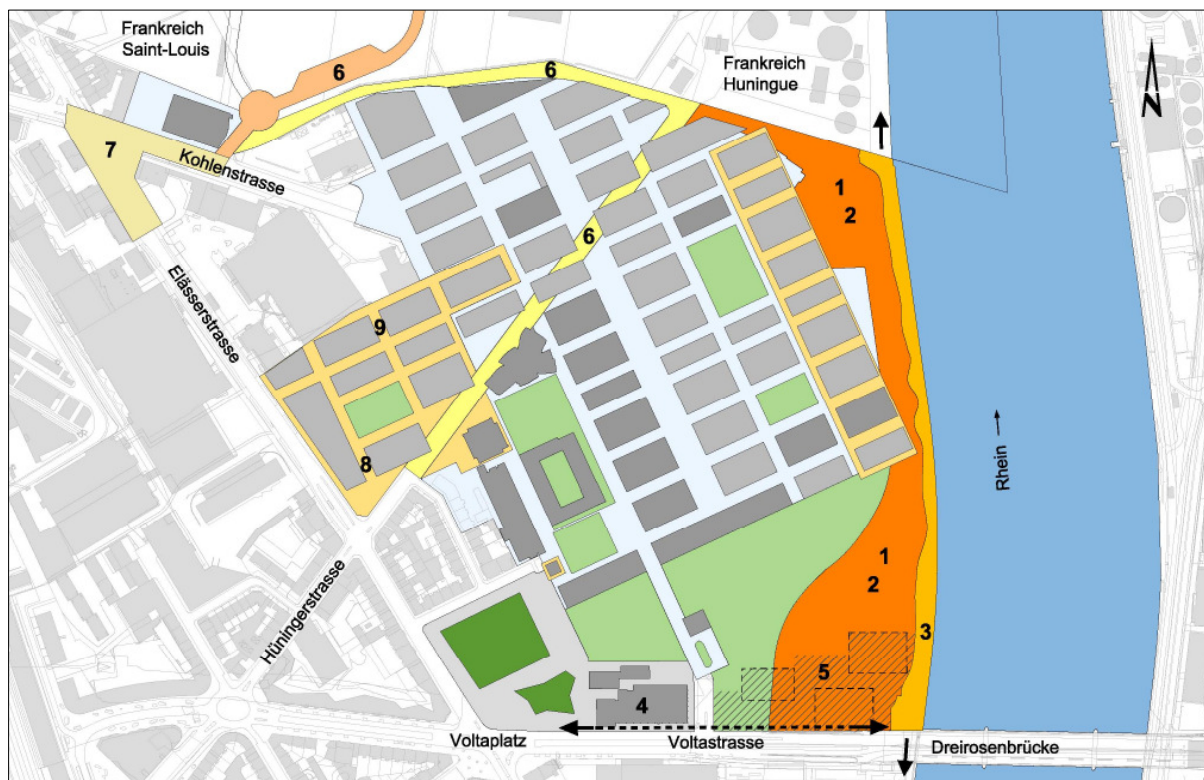 Frankreich
Saint-Louis
6
6
Frankreich
Huningue
N
7
Kohlenstrasse
1
2
6
Elässerstrasse
9
Rhein
8
1
2
Hüningerstrasse
3
5
4
Voltaplatz
Voltastrasse
Dreirosenbrücke